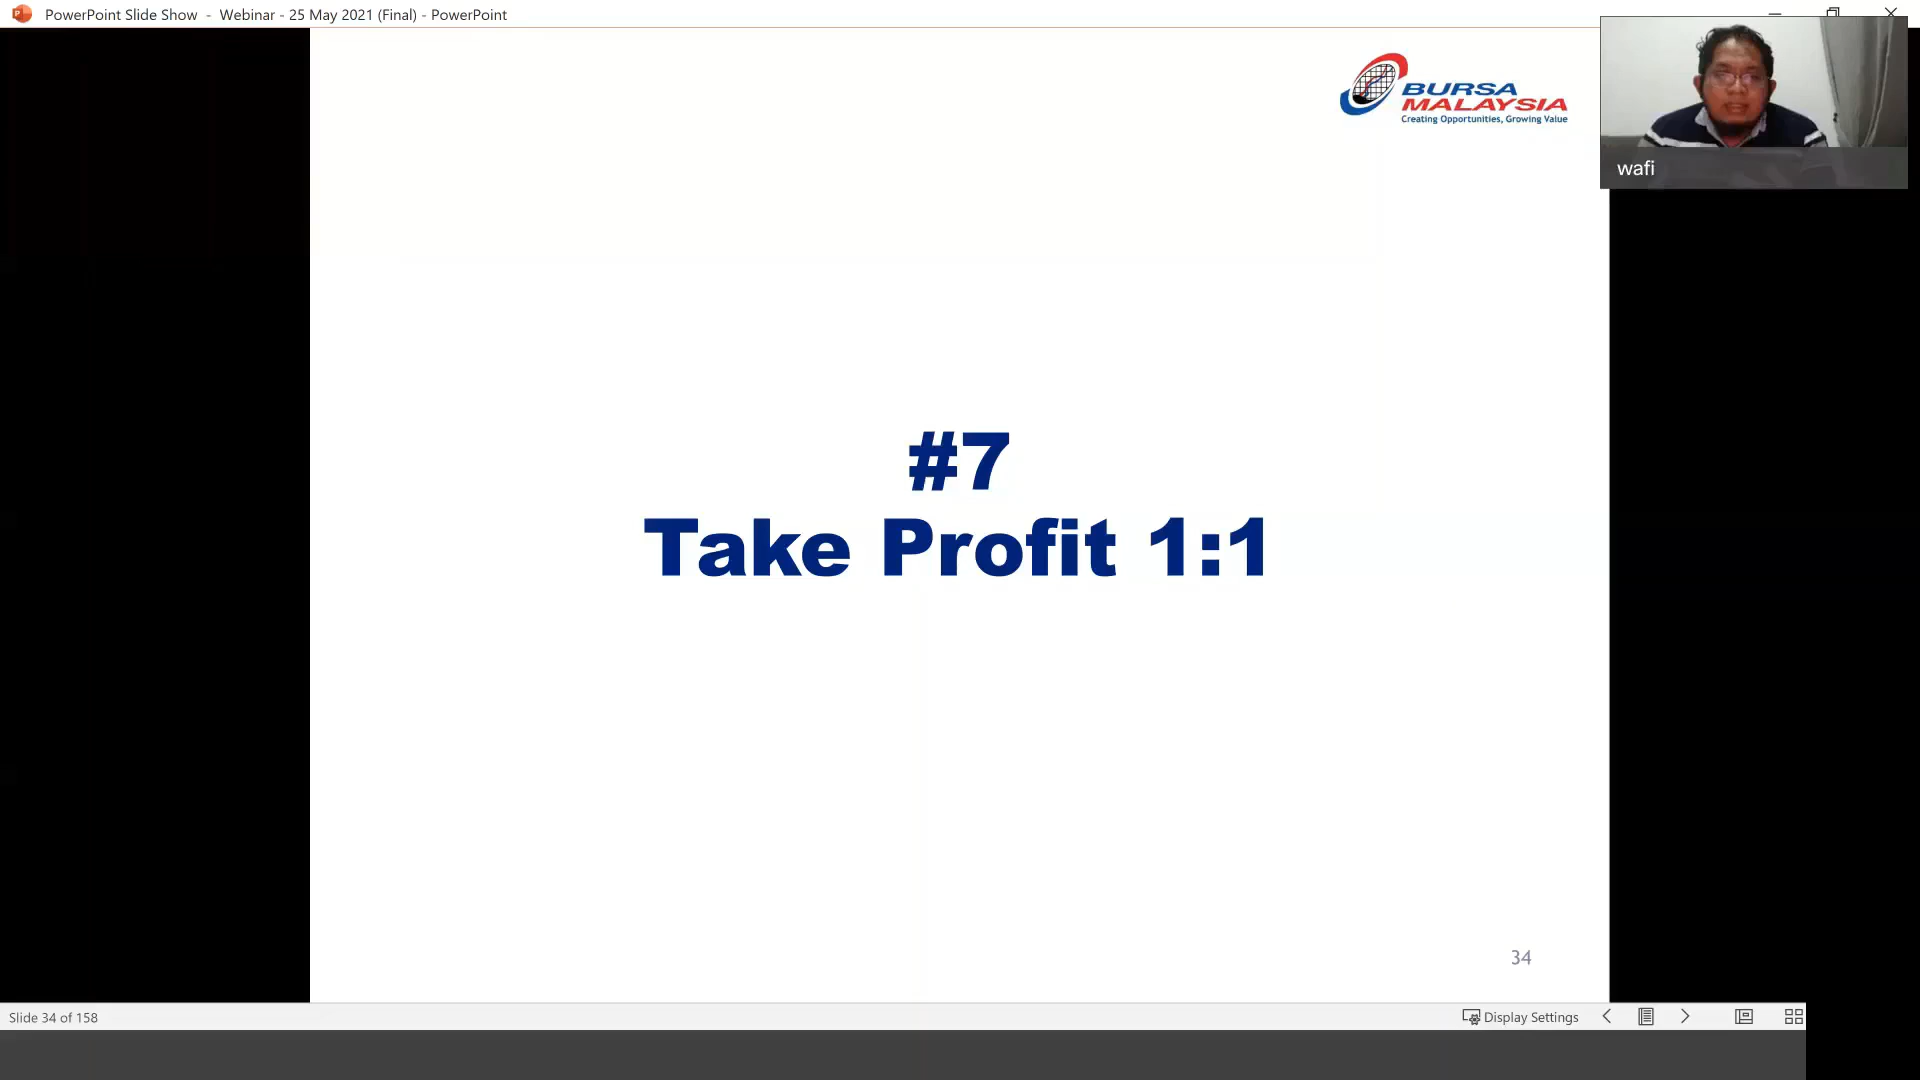 PowerPoint Slide Show - Webinar - 25 May 2021 (Final) - PowerPoint
BURSA
MALAYSIA
Creating Opportunities, Growing Value
wafi
#7
Take Profit 1:1
34
Slide 34 of 158
Display Settings